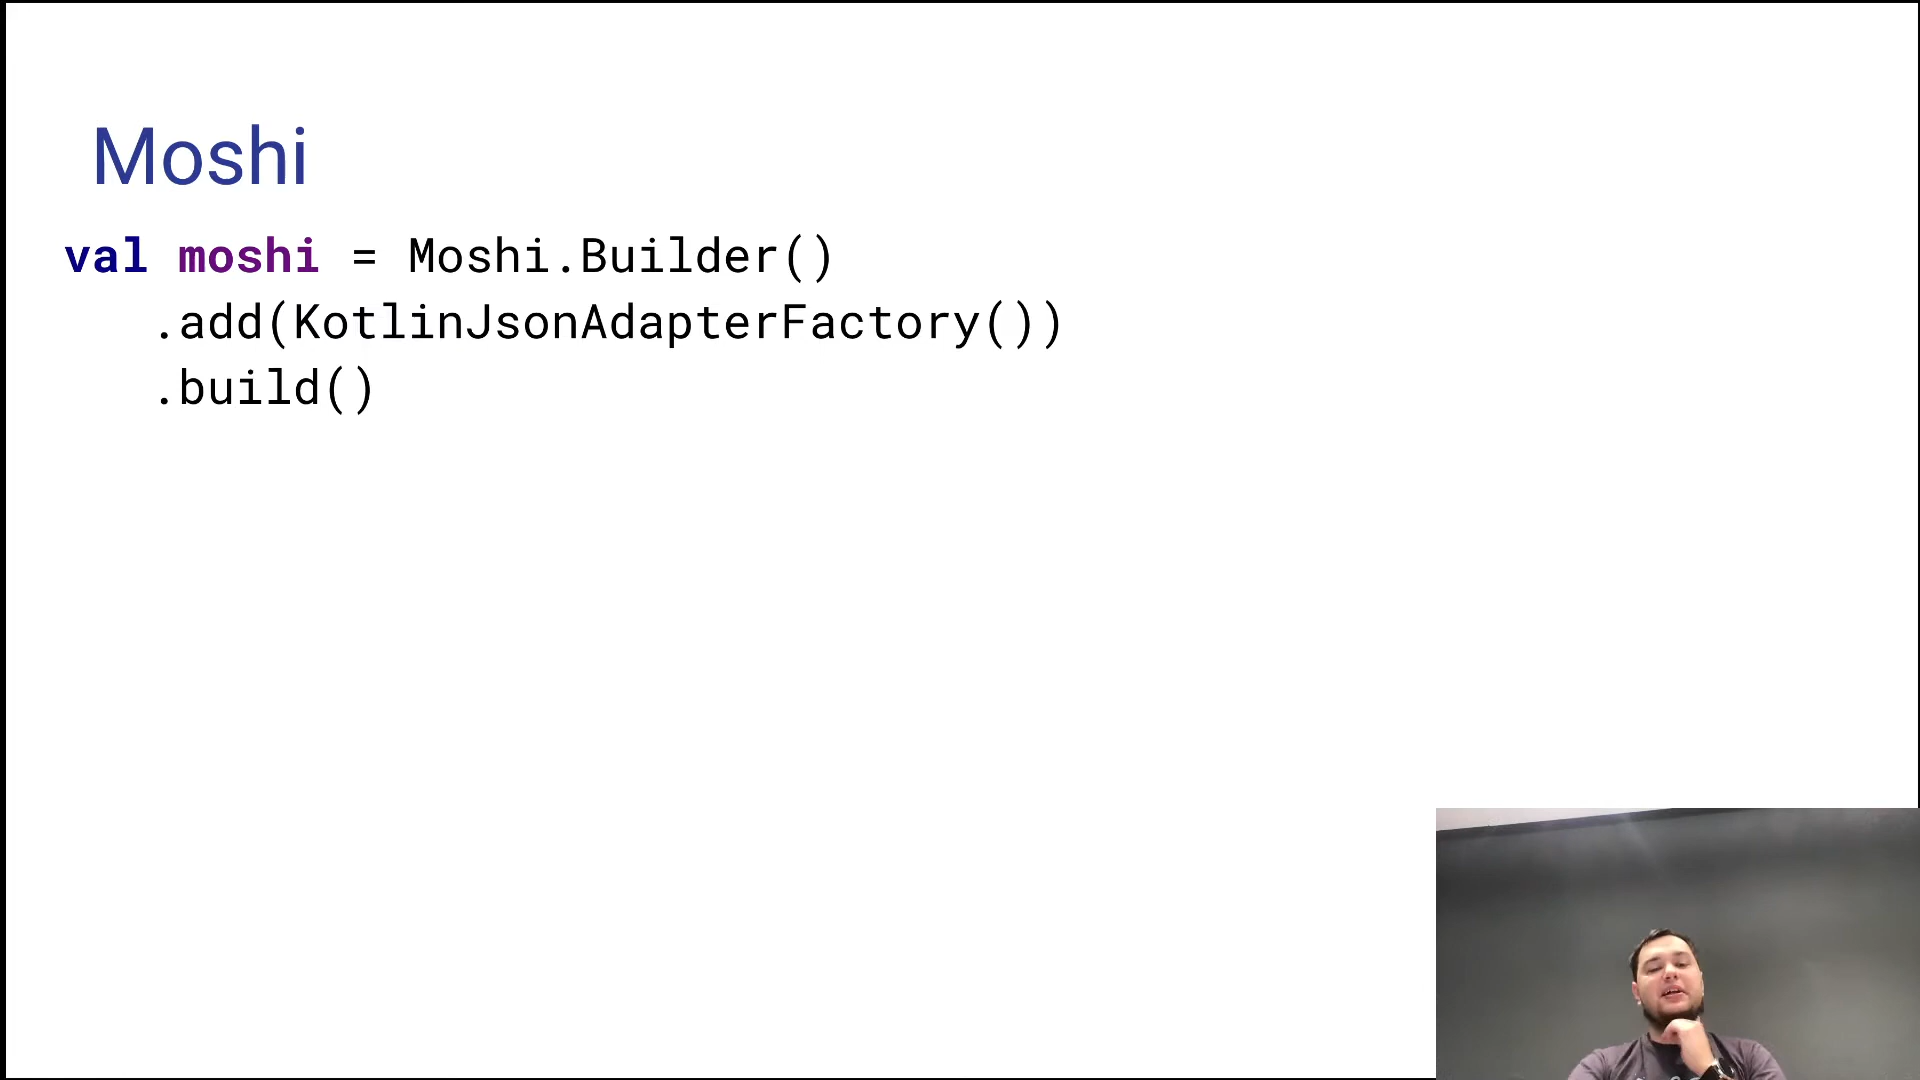 Moshi
val moshi = Moshi.Builder()
.add(KotlinJsonAdapterFactory())
.build()